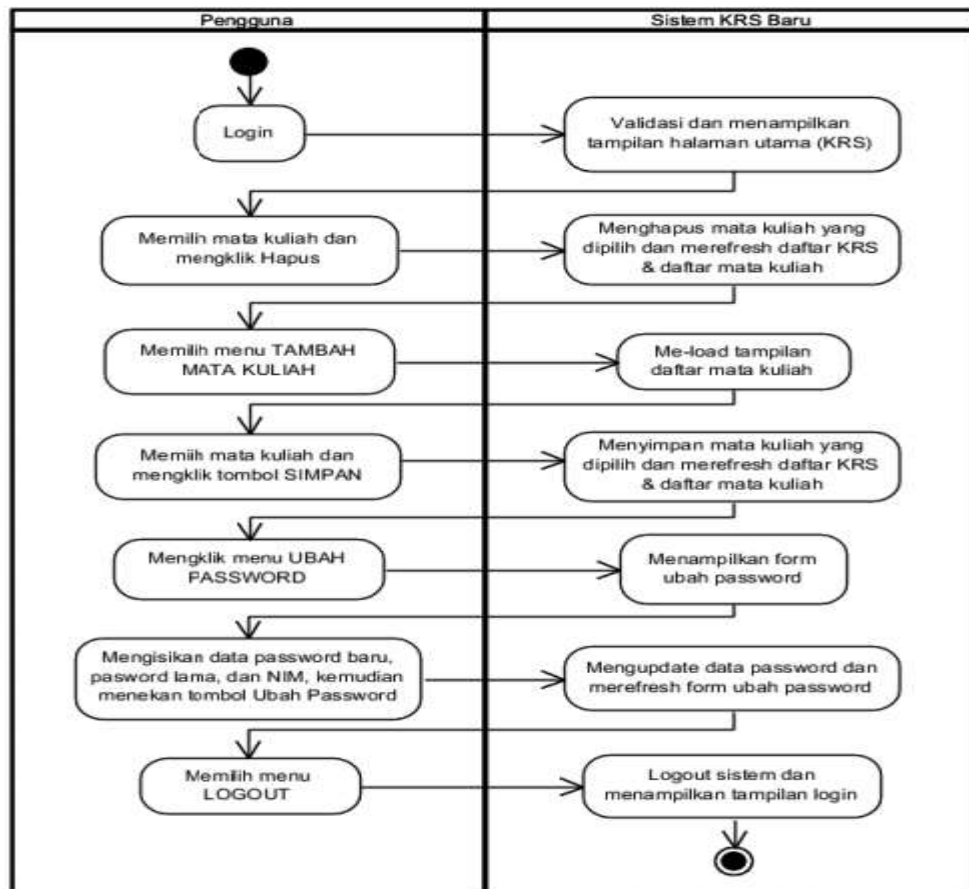 Pengguna
Sistem KRS Baru
Login
Validasi dan menampilkan
tampilan halaman utama (KRS)
Memilih mata kuliah dan
mengklik Hapus
Menghapus mata kuliah yang
dipilih dan merefresh daftar KRS
& daftar mata kuliah
Memilih menu TAMBAH
MATA KULIAH
Me-load tampilan
daftar mata kuliah
Memilih mata kuliah dan
mengklik tombol SIMPAN
Menyimpan mata kuliah yang
dipilih dan merefresh daftar KRS
& daftar mata kuliah
Mengklik menu UBAH
PASSWORD
Menampilkan form
ubah password
Mengisikan data password baru,
pasword lama, dan NIM, kemudian
menekan tombol Ubah Password
Mengupdate data password dan
merefresh form ubah password
Memilih menu
LOGOUT
Logout sistem dan
menampilkan tampilan login